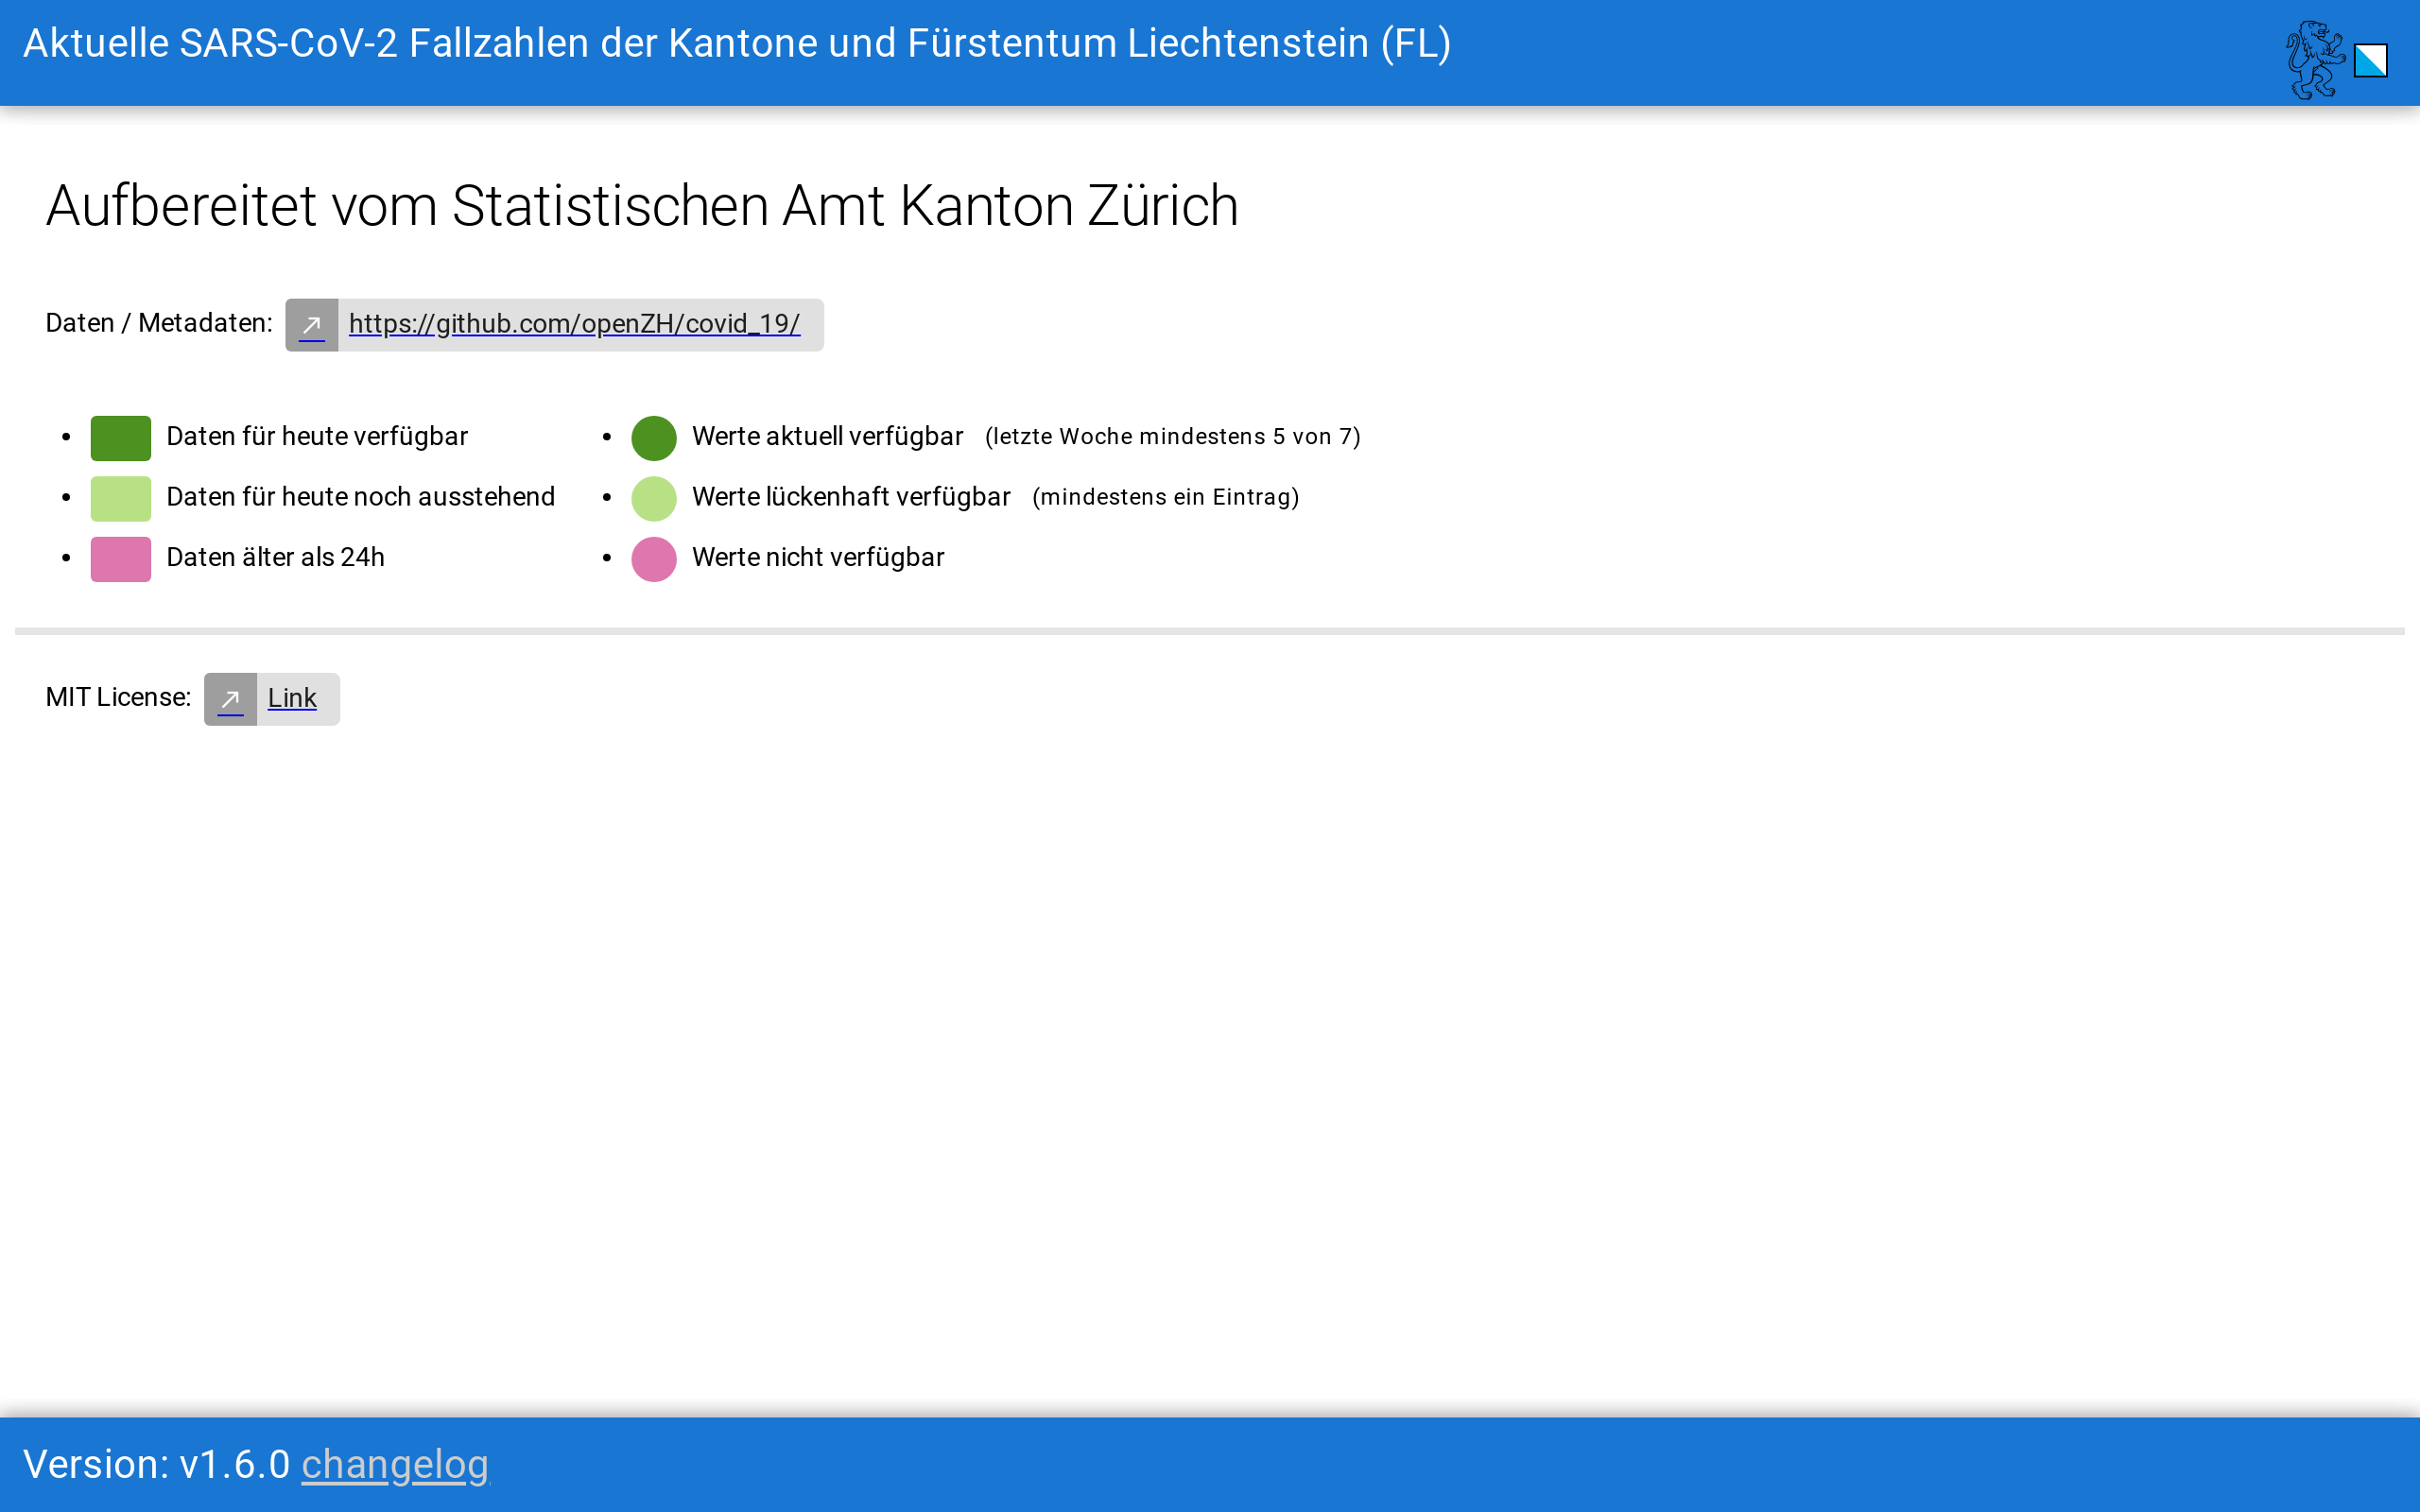 Aktuelle SARS-CoV-2 Fallzahlen der Kantone und Fürstentum Liechtenstein (FL)
Aufbereitet vom Statistischen Amt Kanton Zürich
Daten / Metadaten: https://github.com/openZH/covid_19/
Daten für heute verfügbar
Daten für heute noch ausstehend
Daten älter als 24h
Werte aktuell verfügbar (letzte Woche mindestens 5 von 7)
Werte lückenhaft verfügbar (mindestens ein Eintrag)
Werte nicht verfügbar
MIT License: Link
Version: v1.6.0 changelog